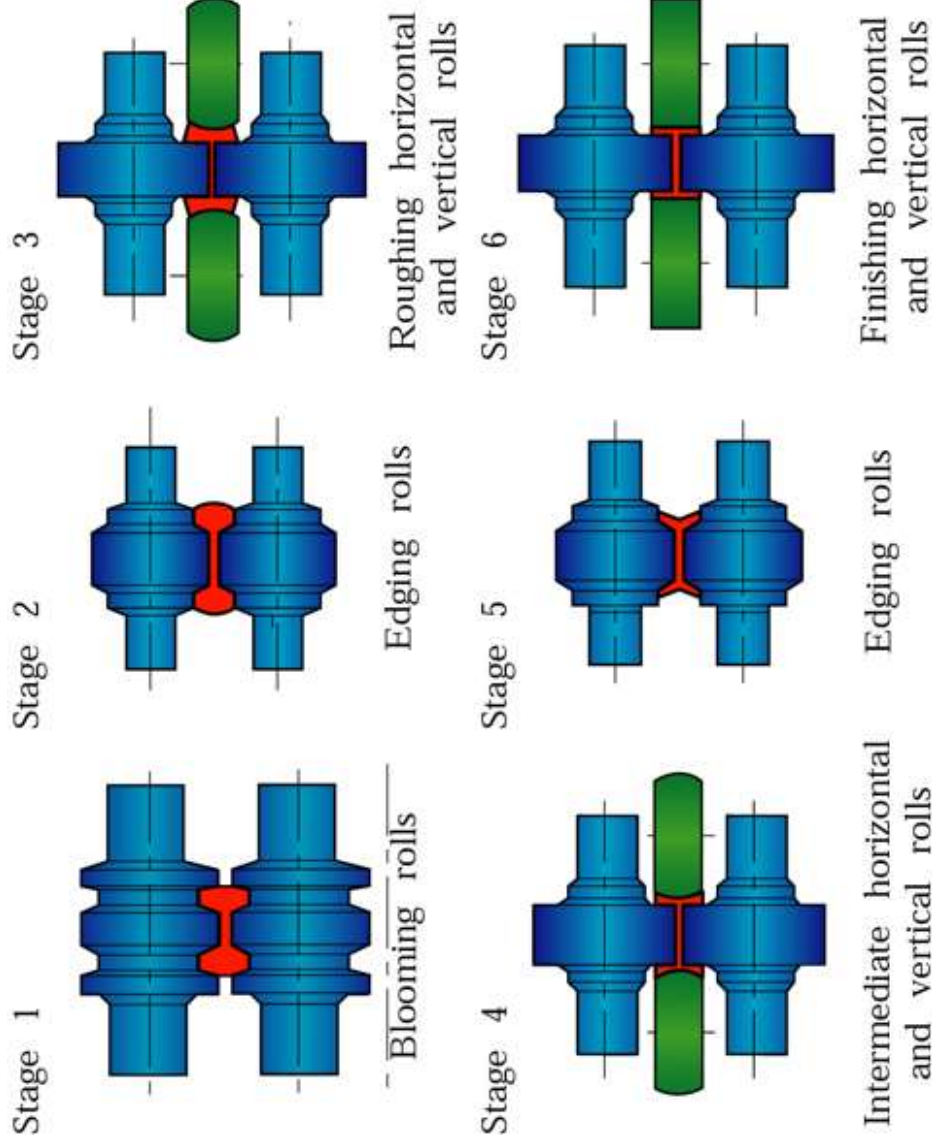 Stage 1
Blooming rolls
Stage 2
Edging rolls
Stage 3
Roughing horizontal
and vertical rolls
Stage 4
Intermediate horizontal
and vertical rolls
Stage 5
Edging rolls
Stage 6
Finishing horizontal
and vertical rolls